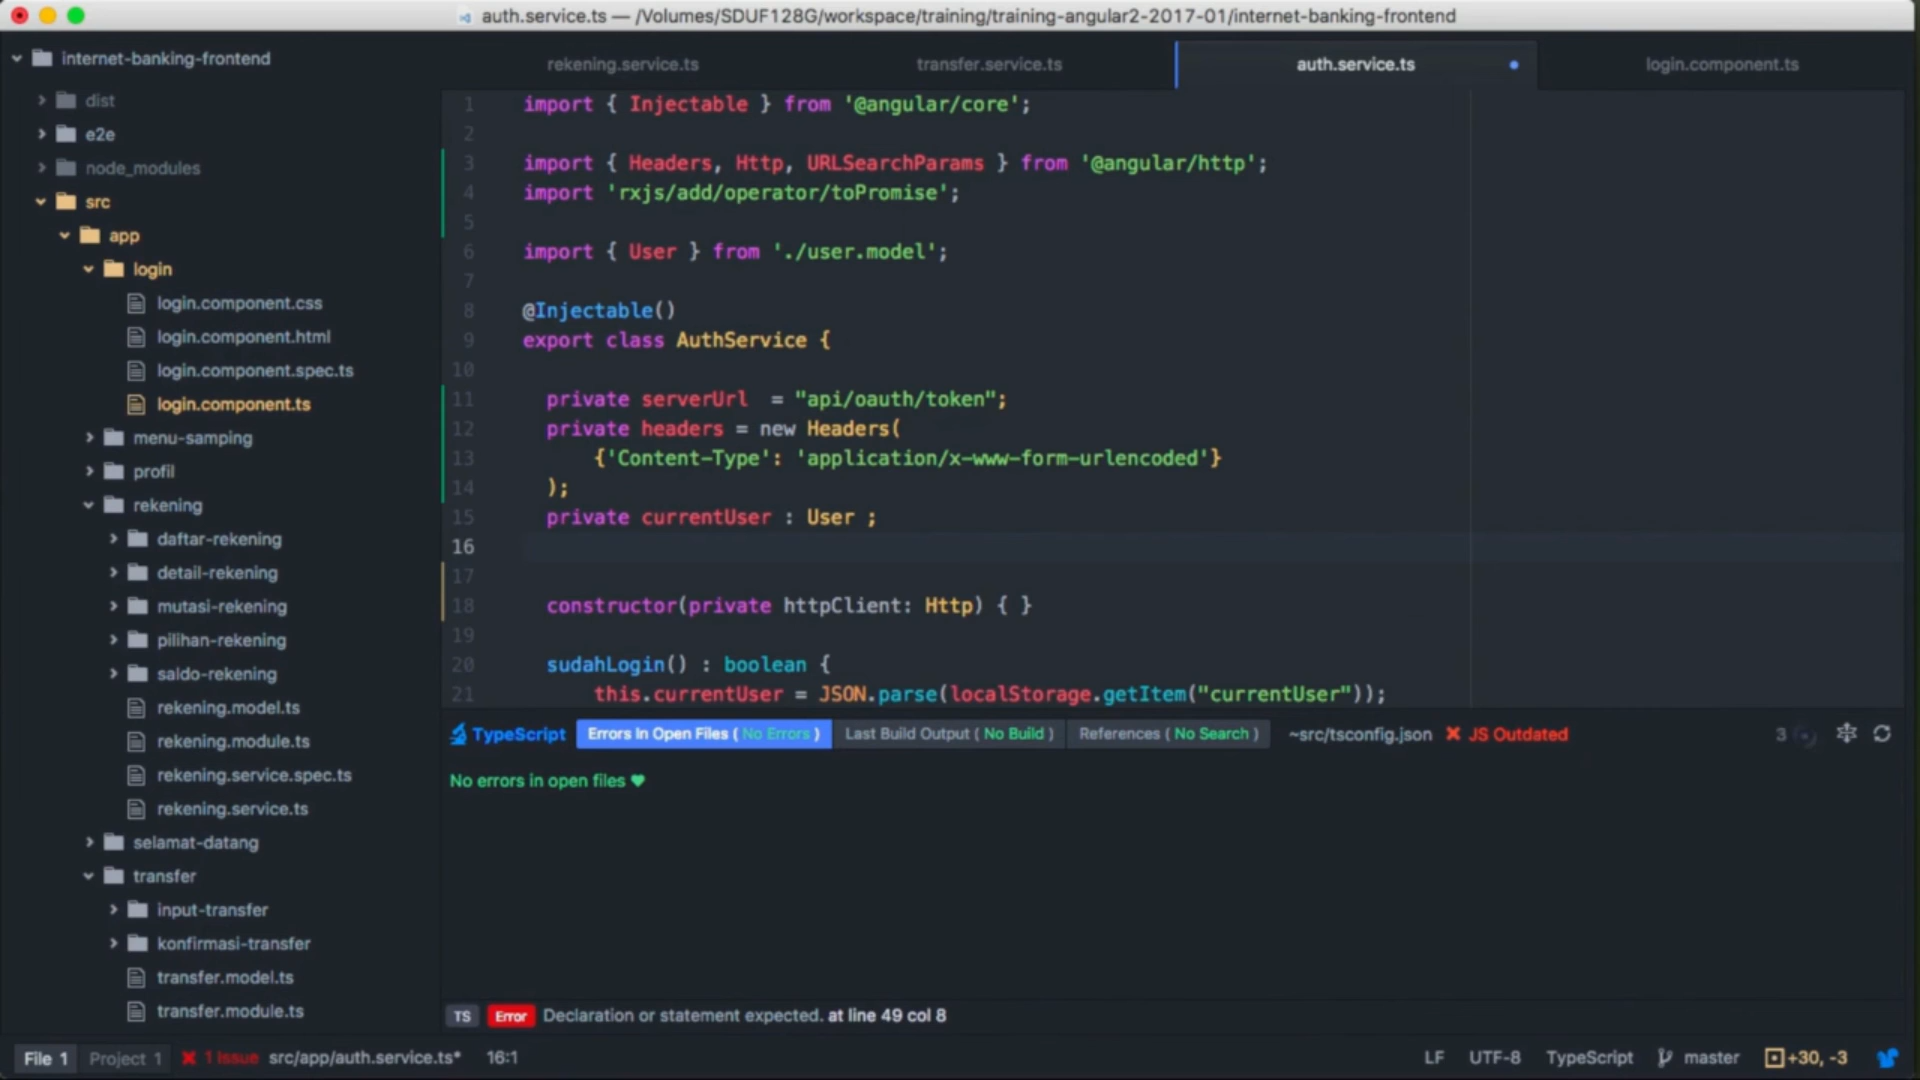 auth.service.ts — /Volumes/SDUF128G/workspace/training/training-angular2-2017-01/internet-banking-frontend
internet-banking-frontend
dist
e2e
node_modules
src
app
login
login.component.css
login.component.html
login.component.spec.ts
login.component.ts
menu-samping
profil
rekening
daftar-rekening
detail-rekening
mutasi-rekening
pilihan-rekening
saldo-rekening
rekening.model.ts
rekening.module.ts
rekening.service.spec.ts
rekening.service.ts
selamat-datang
transfer
input-transfer
konfirmasi-transfer
transfer.model.ts
transfer.module.ts
rekening.service.ts transfer.service.ts auth.service.ts login.component.ts
1 import { Injectable } from '@angular/core';
2
3 import { Headers, Http, URLSearchParams } from '@angular/http';
4 import 'rxjs/add/operator/toPromise';
5
6 import { User } from './user.model';
7
8 @Injectable()
9 export class AuthService {
10
11 private serverUrl  = "api/oauth/token";
12 private headers = new Headers(
13 {'Content-Type': 'application/x-www-form-urlencoded'}
14 );
15 private currentUser : User ;
16
17
18 constructor(private httpClient: Http) { }
19
20 sudahLogin() : boolean {
21 this.currentUser = JSON.parse(localStorage.getItem("currentUser"));
TypeScript Errors In Open Files ( No Errors ) Last Build Output ( No Build ) References ( No Search ) ~src/tsconfig.json ✖ JS Outdated 3
No errors in open files ♥
TS Error Declaration or statement expected. at line 49 col 8
File 1 Project 1 ✖ 1 Issue src/app/auth.service.ts* 16:1 LF UTF-8 TypeScript master +30, -3